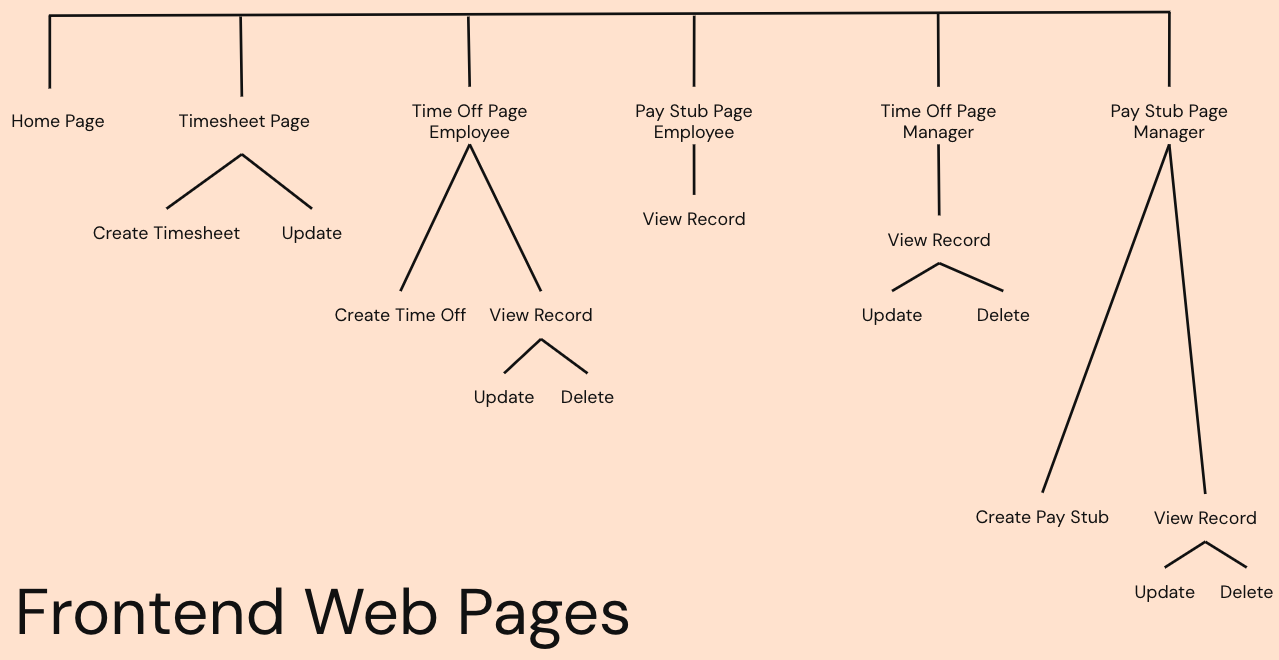 Home Page
Timesheet Page
Time Off Page
Employee
Pay Stub Page
Employee
Time Off Page
Manager
Pay Stub Page
Manager
Create Timesheet
Update
View Record
View Record
Create Time Off
View Record
Update
Delete
Update
Delete
Create Pay Stub
View Record
Update
Delete
Frontend Web Pages